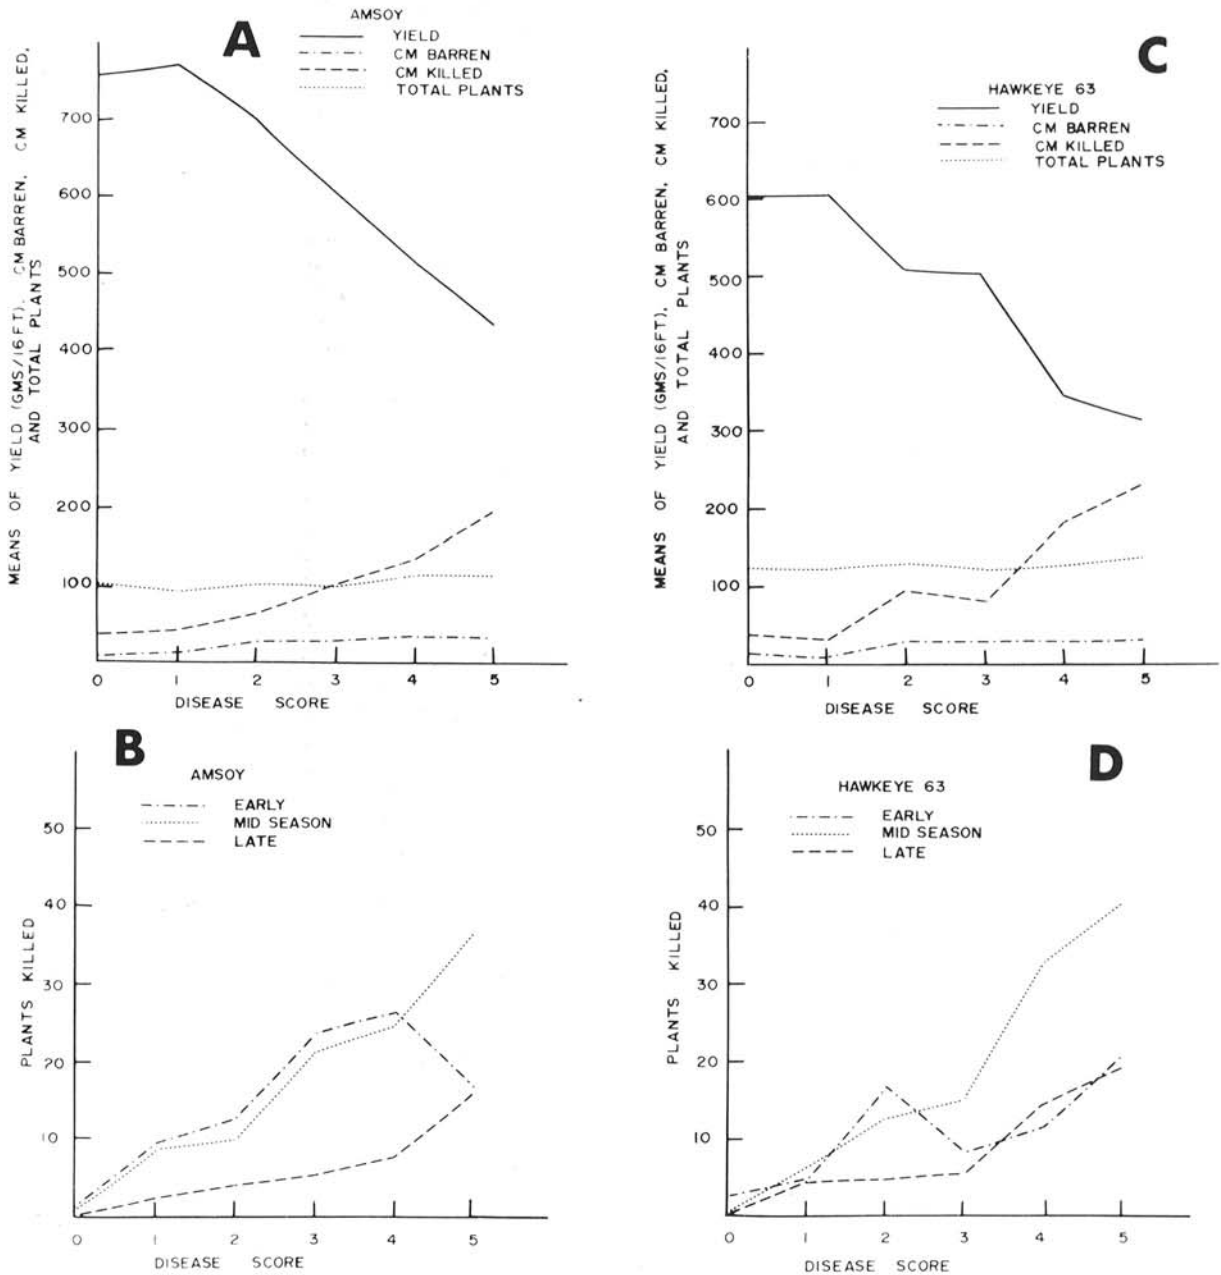 A
AMSOY
YIELD
CM BARREN
CM KILLED
TOTAL PLANTS
MEANS OF YIELD (GMS/16FT). CM BARREN. CM KILLED.
AND TOTAL PLANTS
700
600
500
400
300
200
100
0 1 2 3 4 5
DISEASE SCORE
C
HAWKEYE 63
YIELD
CM BARREN
CM KILLED
TOTAL PLANTS
MEANS OF YIELD (GMS/16FT). CM BARREN. CM KILLED.
AND TOTAL PLANTS
700
600
500
400
300
200
100
0 1 2 3 4 5
DISEASE SCORE
B
AMSOY
EARLY
MID SEASON
LATE
PLANTS KILLED
50
40
30
20
10
0 1 2 3 4 5
DISEASE SCORE
D
HAWKEYE 63
EARLY
MID SEASON
LATE
PLANTS KILLED
50
40
30
20
10
0 1 2 3 4 5
DISEASE SCORE